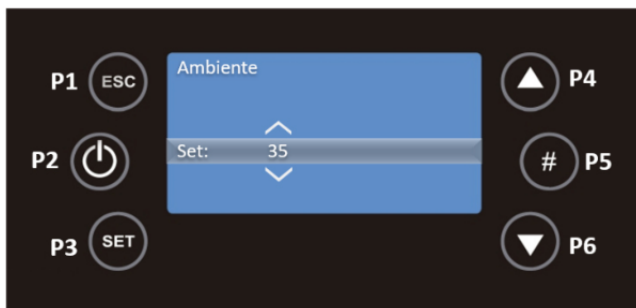 P1 ESC
Ambiente
P4
P2
Set: 35
# P5
P3 SET
P6